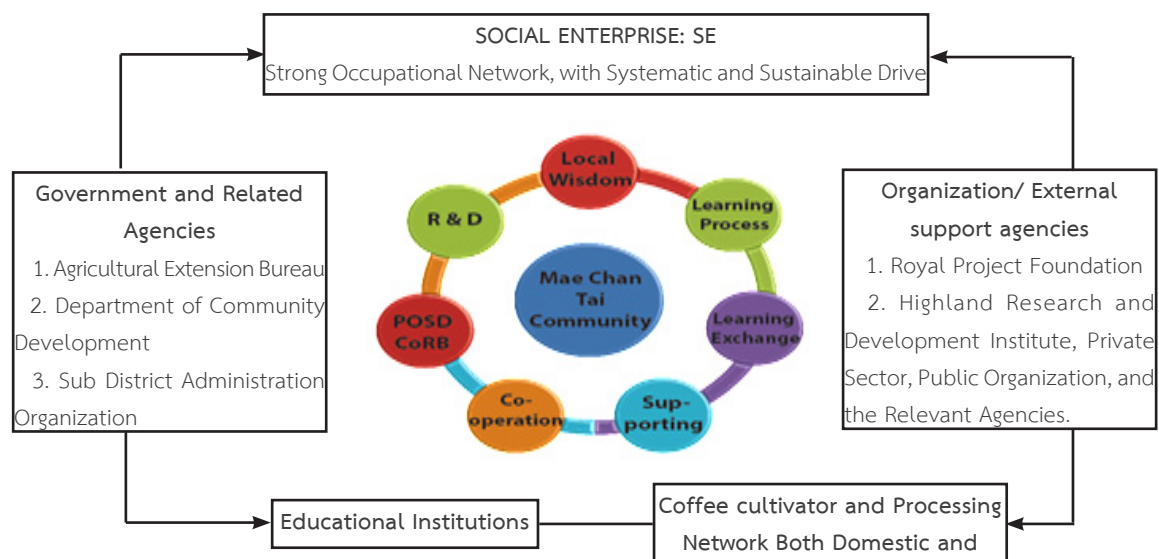 SOCIAL ENTERPRISE: SE
Strong Occupational Network, with Systematic and Sustainable Drive
Government and Related
Agencies
1. Agricultural Extension Bureau
2. Department of Community
Development
3. Sub District Administration
Organization
Local
Wisdom
Learning
Process
Learning
Exchange
Sup-
porting
Co-
operation
POSD
CoRB
R & D
Mae Chan
Tai
Community
Organization/ External
support agencies
1. Royal Project Foundation
2. Highland Research and
Development Institute, Private
Sector, Public Organization, and
the Relevant Agencies.
Educational Institutions
Coffee cultivator and Processing
Network Both Domestic and